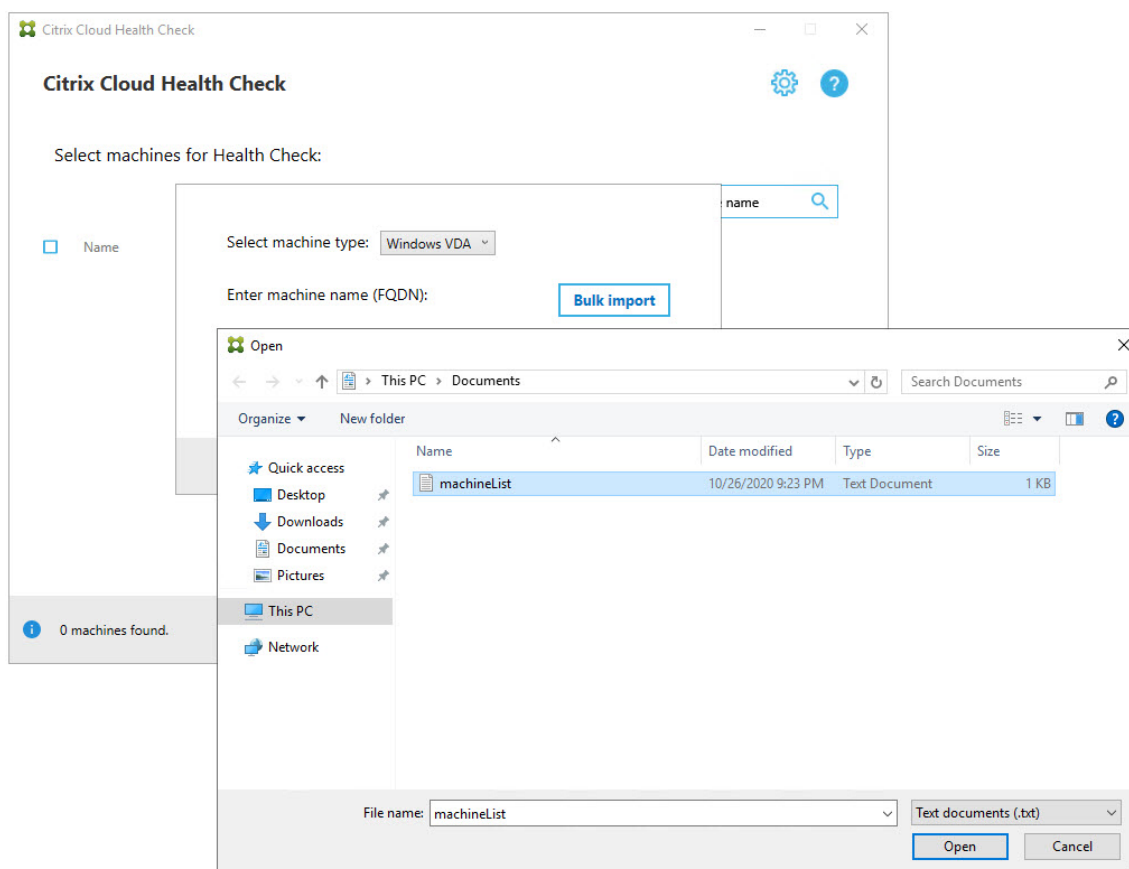 Citrix Cloud Health Check
Citrix Cloud Health Check
Select machines for Health Check:
name
Name
Select machine type: Windows VDA
Enter machine name (FQDN):
Bulk import
0 machines found.
Open
This PC > Documents
Search Documents
Organize
New folder
Name
Date modified
Type
Size
Quick access
Desktop
Downloads
Documents
Pictures
This PC
Network
machineList
10/26/2020 9:23 PM
Text Document
1 KB
File name: machineList
Text documents (.txt)
Open
Cancel